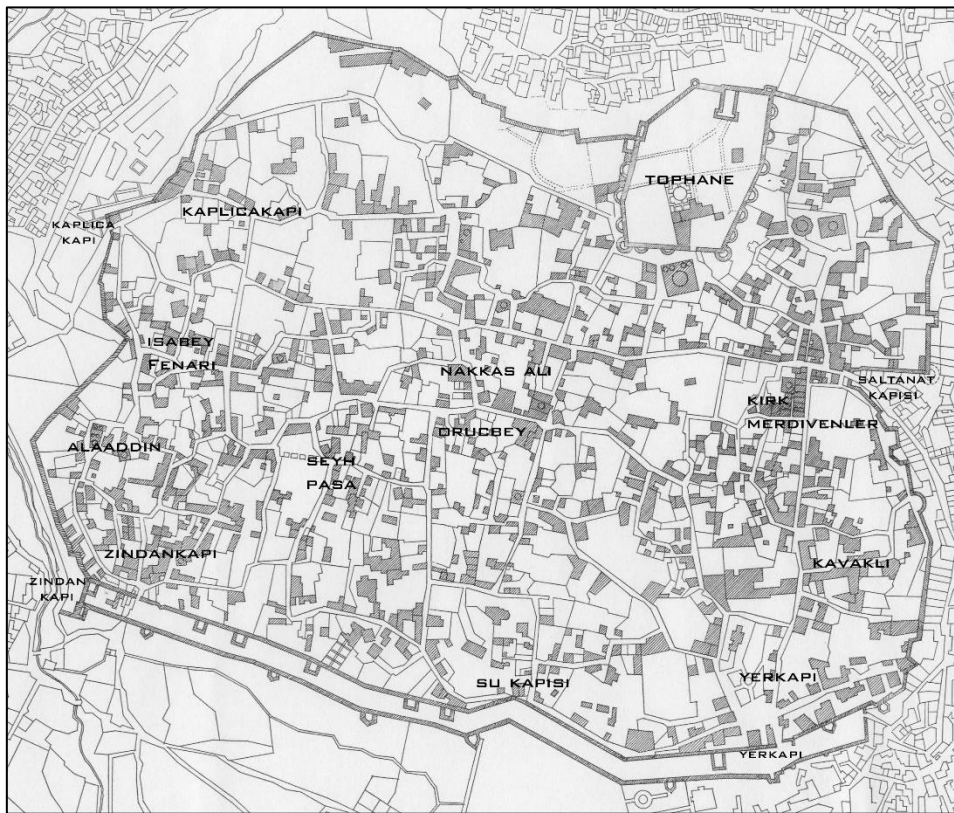 TOPHANE
KAPLICAKAPI
KAPLICA
KAPI
ISABEY
FENARI
NAKKAS ALI
SALTANAT
KAPISI
KIRK
MERDIVENLER
ORUCBEY
ALAADDIN
SEYH
PASA
ZINDANKAPI
KAVAKLI
ZINDAN
KAPI
SU KAPISI
YERKAPI
YERKAPI